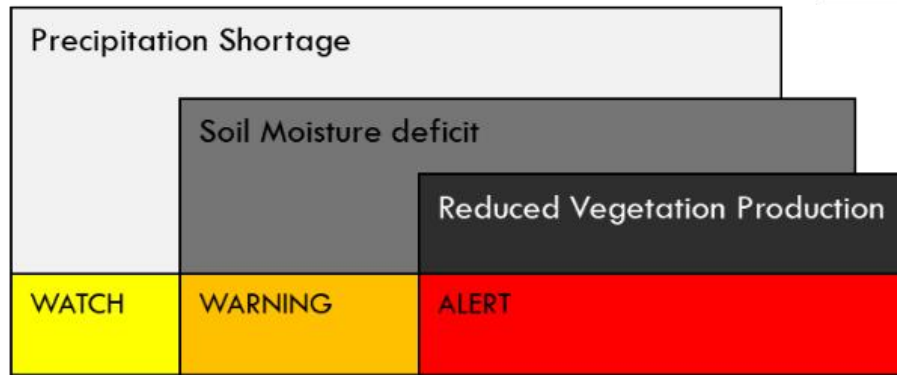 Precipitation Shortage
Soil Moisture deficit
Reduced Vegetation Production
WATCH WARNING ALERT